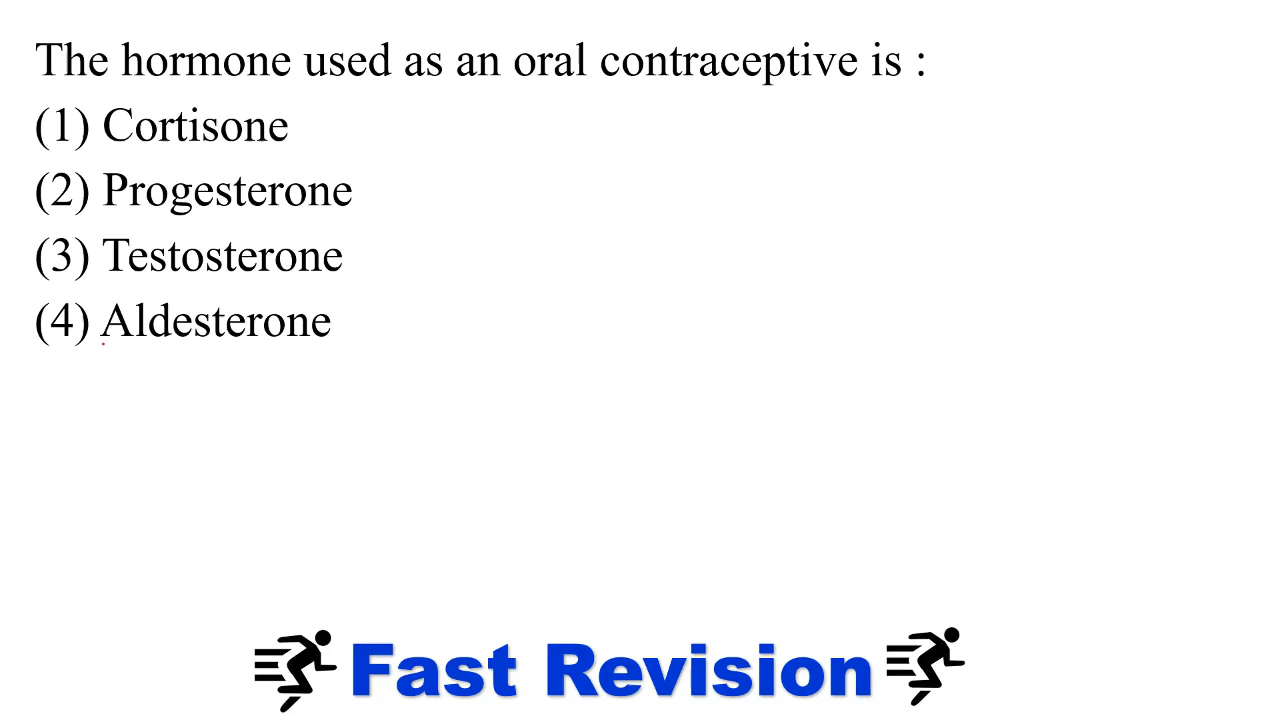 The hormone used as an oral contraceptive is :
(1) Cortisone
(2) Progesterone
(3) Testosterone
(4) Aldesterone
Fast Revision